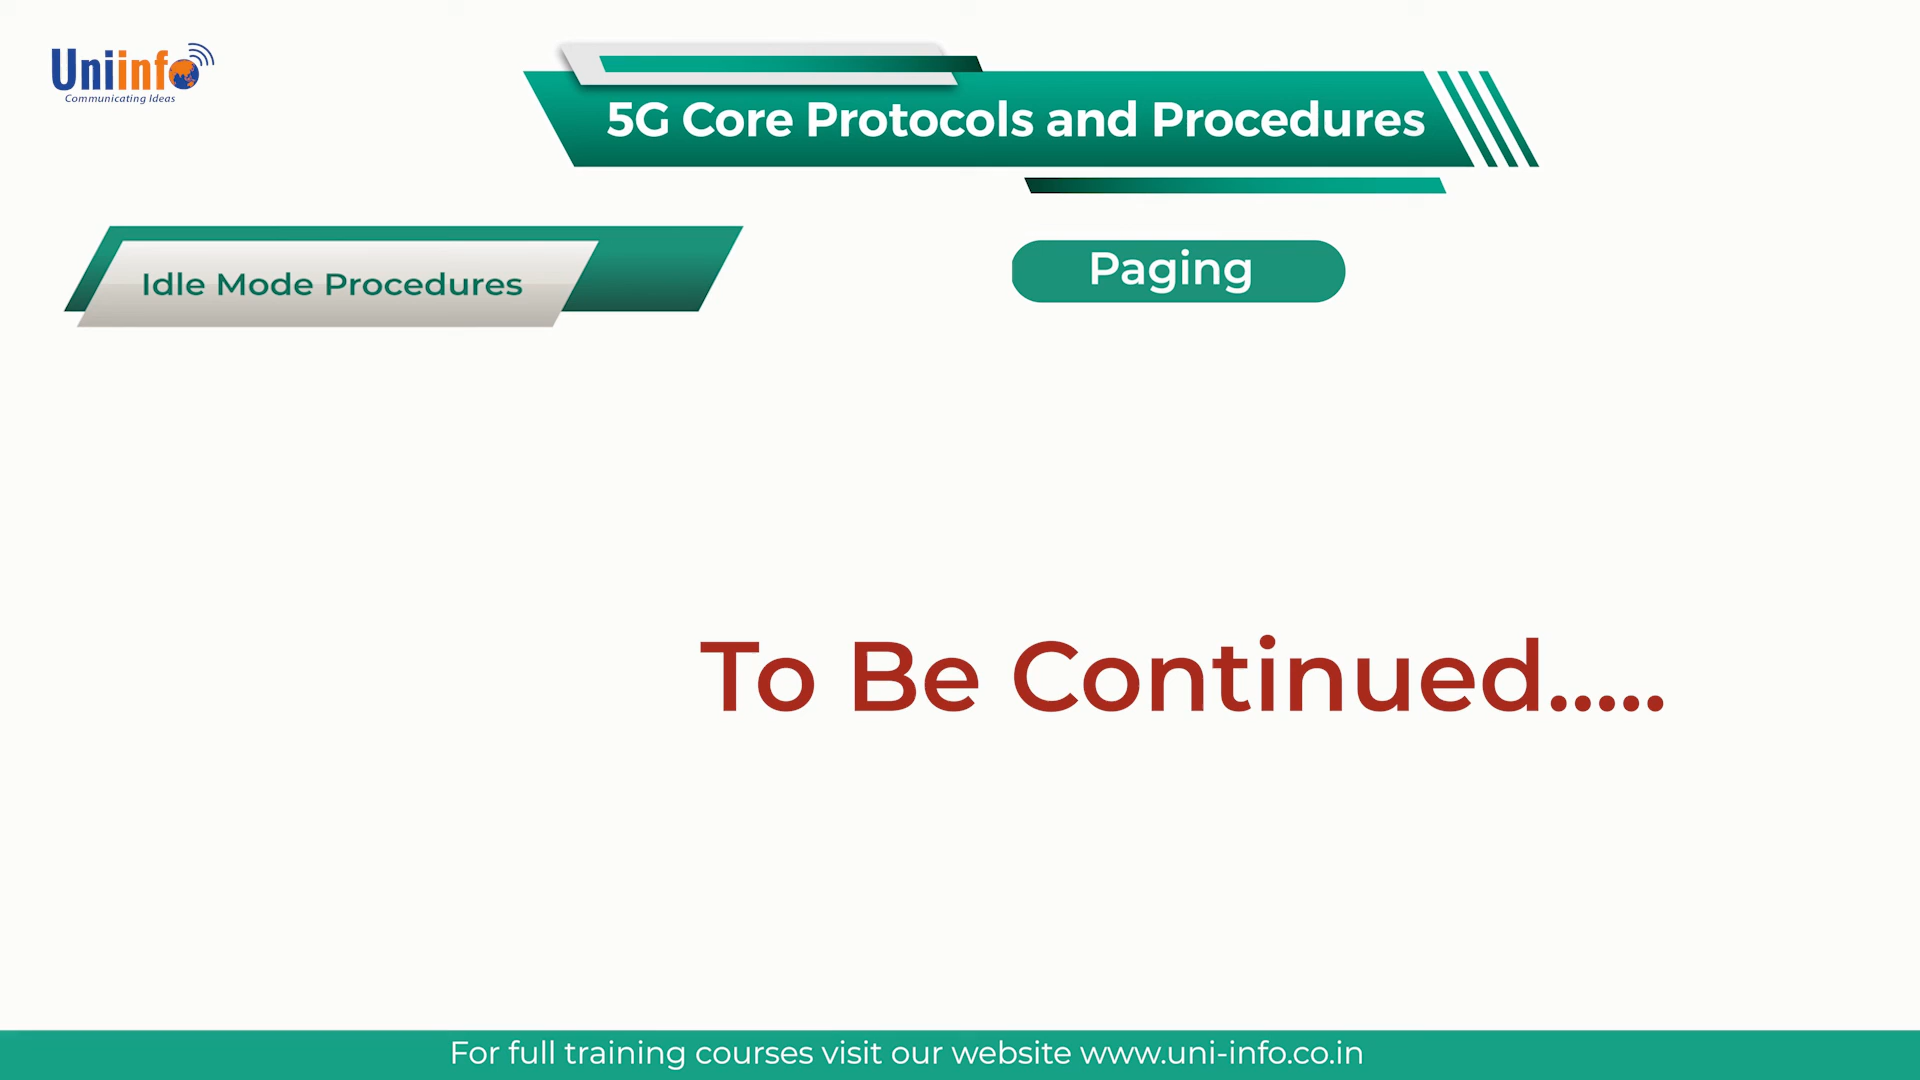 Uniinfo
Communicating Ideas
5G Core Protocols and Procedures
Idle Mode Procedures
Paging
To Be Continued.....
For full training courses visit our website www.uni-info.co.in